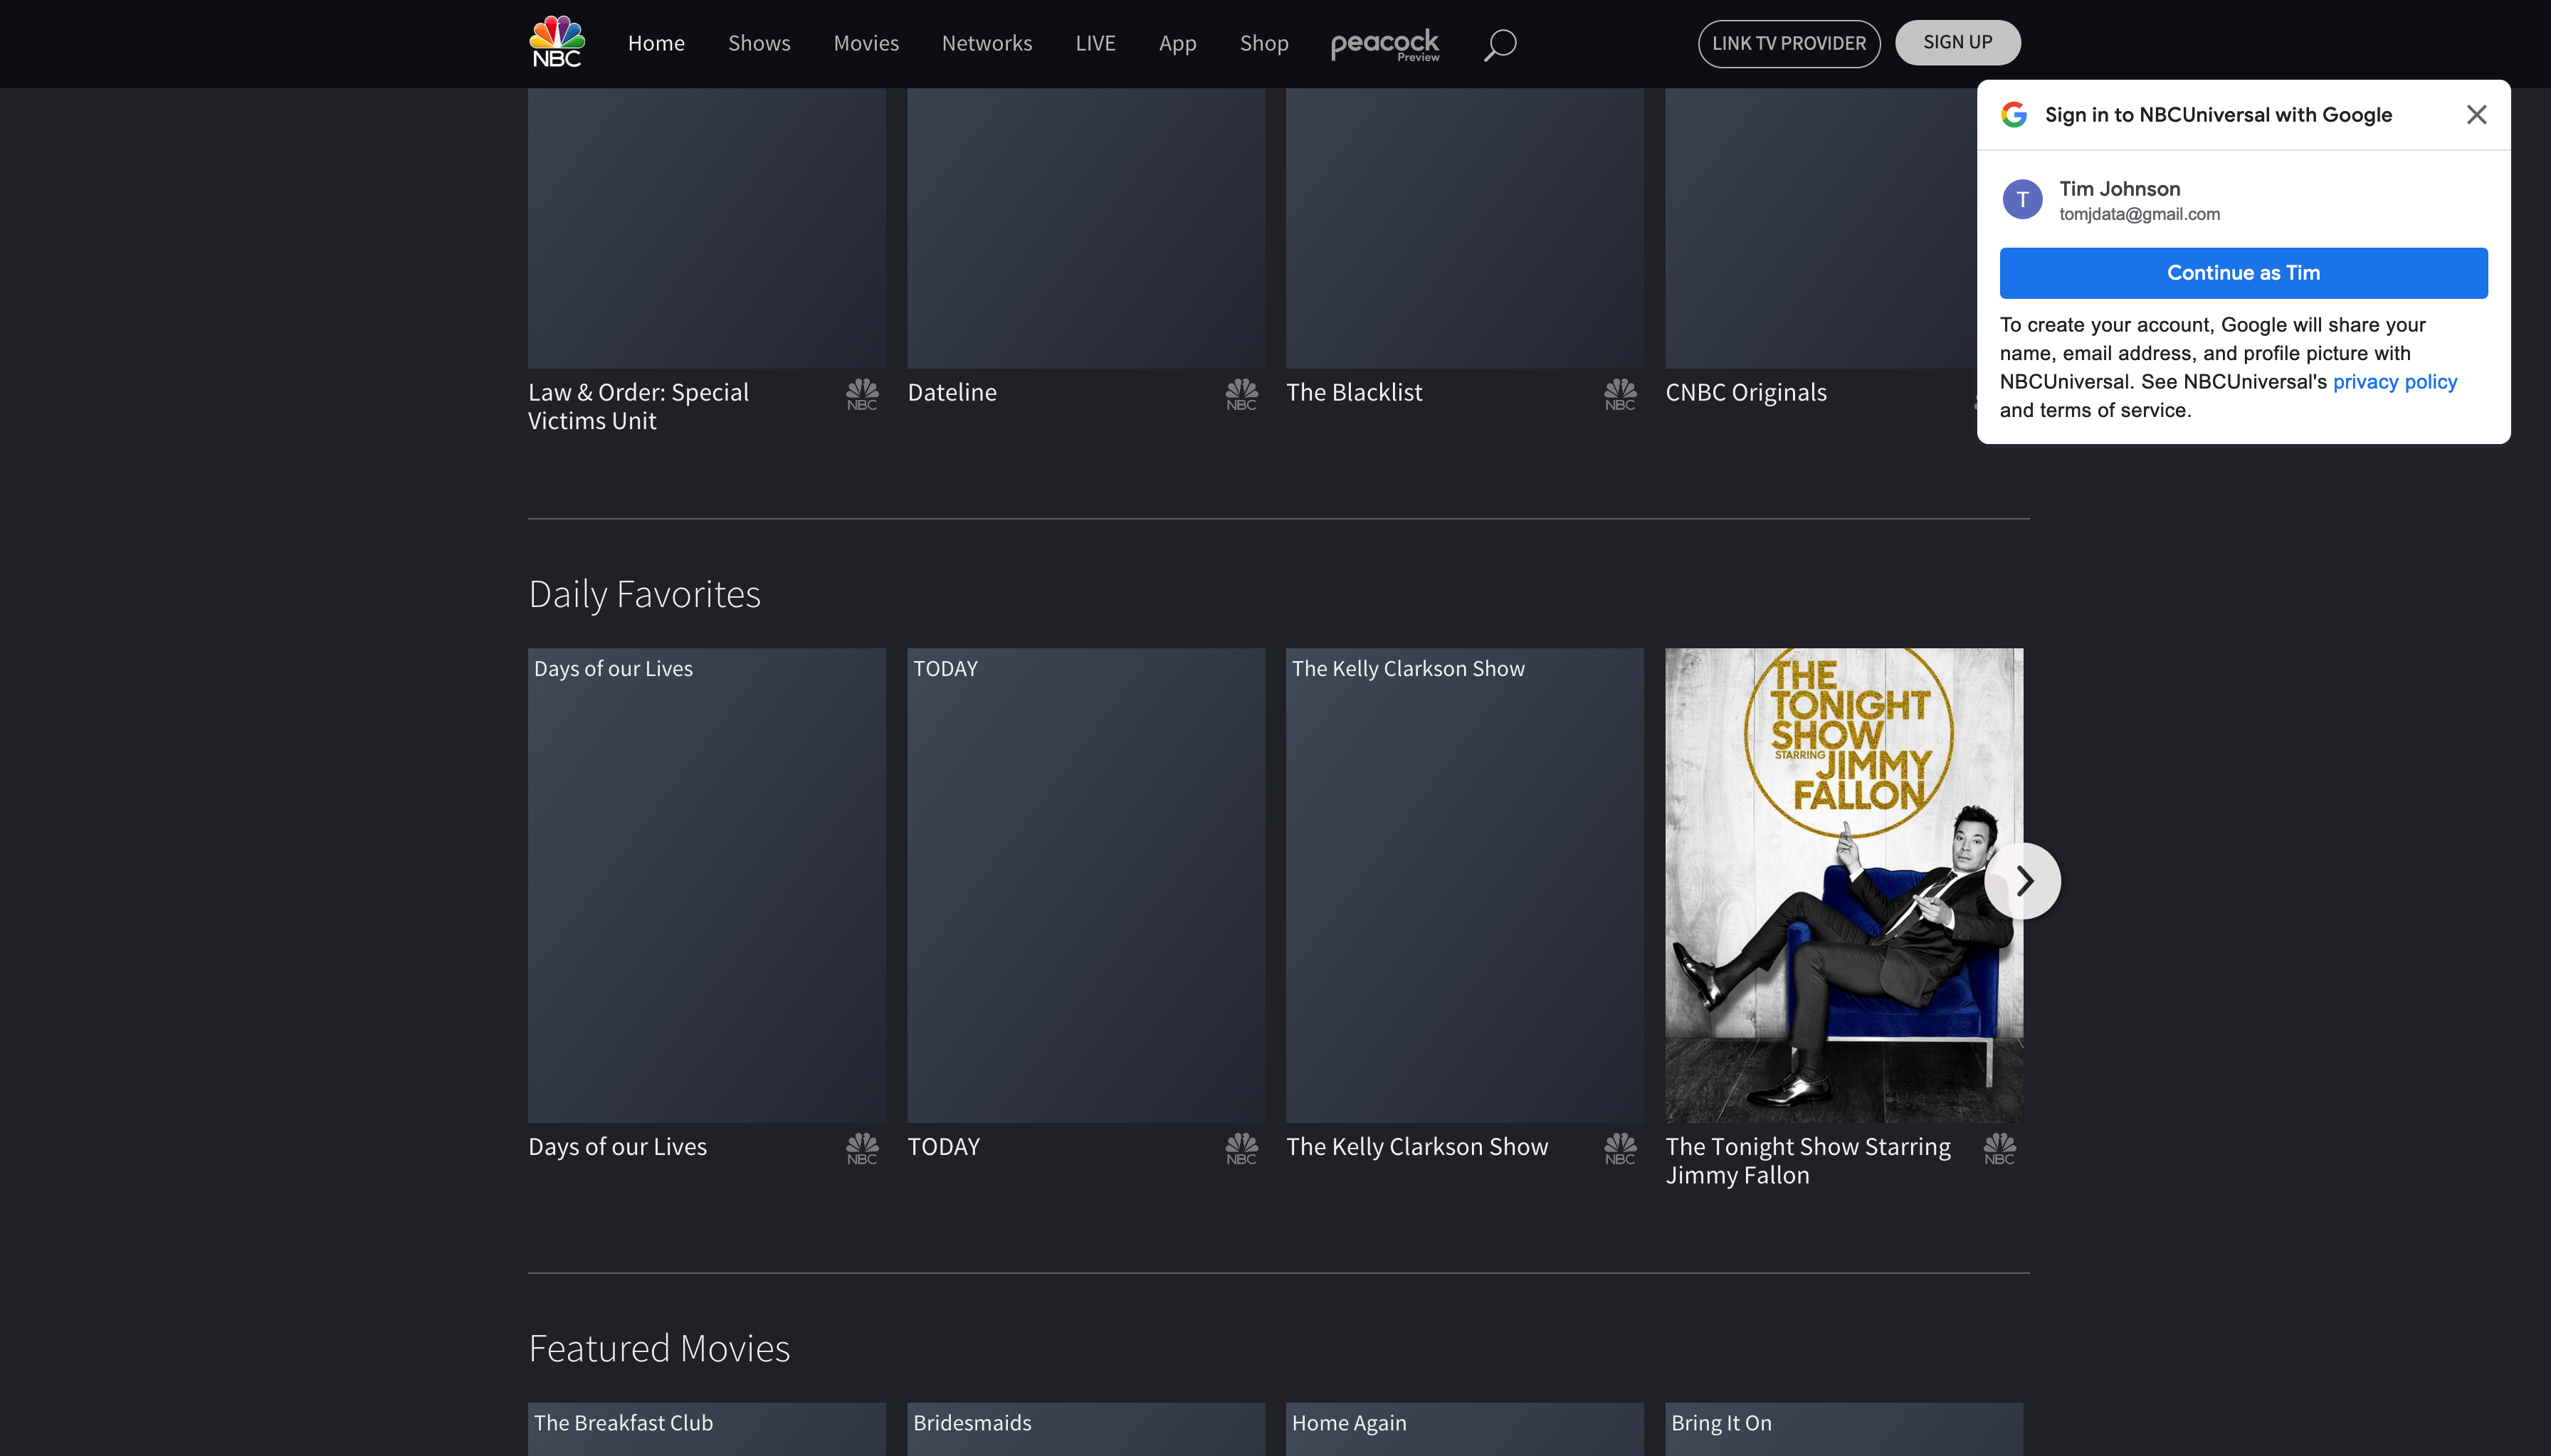 NBC
Home
Shows
Movies
Networks
LIVE
App
Shop
peacock
Preview
LINK TV PROVIDER
SIGN UP
Sign in to NBCUniversal with Google
T
Tim Johnson
tomjdata@gmail.com
Continue as Tim
To create your account, Google will share your
name, email address, and profile picture with
NBCUniversal. See NBCUniversal's privacy policy
and terms of service.
Law & Order: Special
Victims Unit
NBC
Dateline
NBC
The Blacklist
NBC
CNBC Originals
Daily Favorites
Days of our Lives
TODAY
The Kelly Clarkson Show
THE
TONIGHT
SHOW
STARRING
JIMMY
FALLON
Days of our Lives
NBC
TODAY
NBC
The Kelly Clarkson Show
NBC
The Tonight Show Starring
Jimmy Fallon
NBC
Featured Movies
The Breakfast Club
Bridesmaids
Home Again
Bring It On